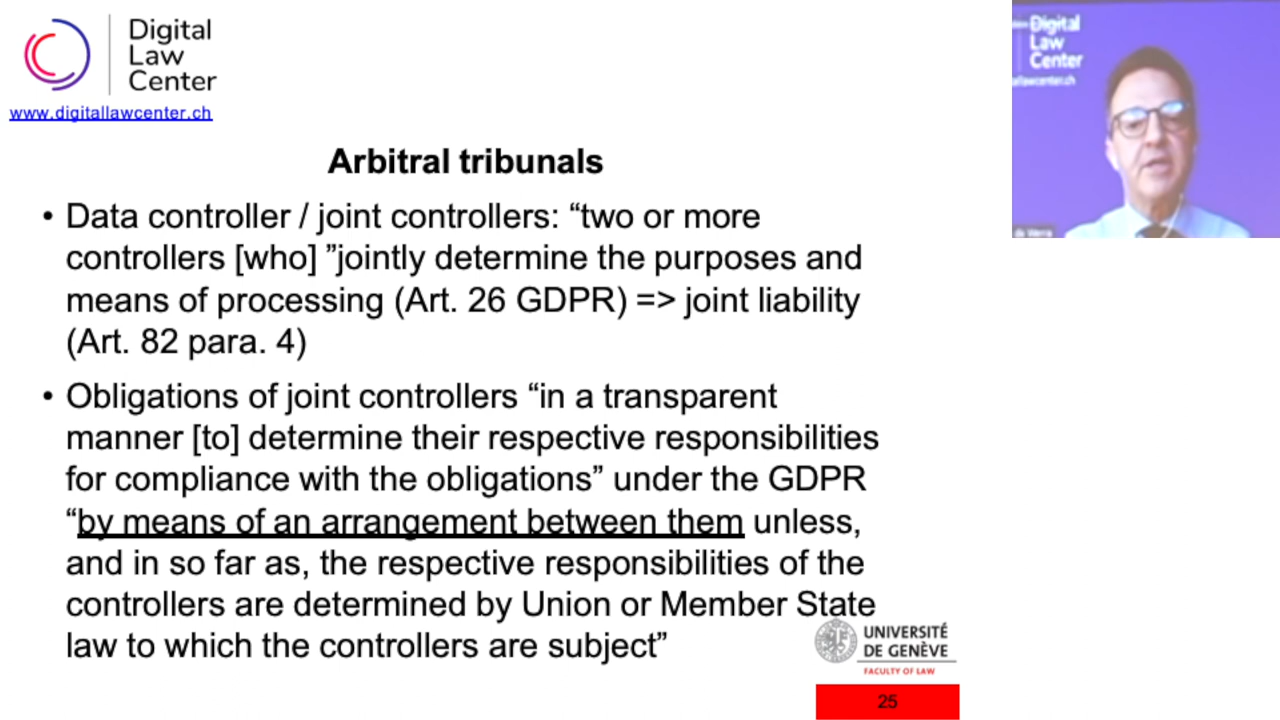 Digital
Law
Center
www.digitallawcenter.ch
Arbitral tribunals
• Data controller / joint controllers: “two or more
controllers [who] ”jointly determine the purposes and
means of processing (Art. 26 GDPR) => joint liability
(Art. 82 para. 4)
• Obligations of joint controllers “in a transparent
manner [to] determine their respective responsibilities
for compliance with the obligations” under the GDPR
“by means of an arrangement between them unless,
and in so far as, the respective responsibilities of the
controllers are determined by Union or Member State
law to which the controllers are subject”
UNIVERSITÉ
DE GENÈVE
FACULTY OF LAW
25
Digital
Law
Center